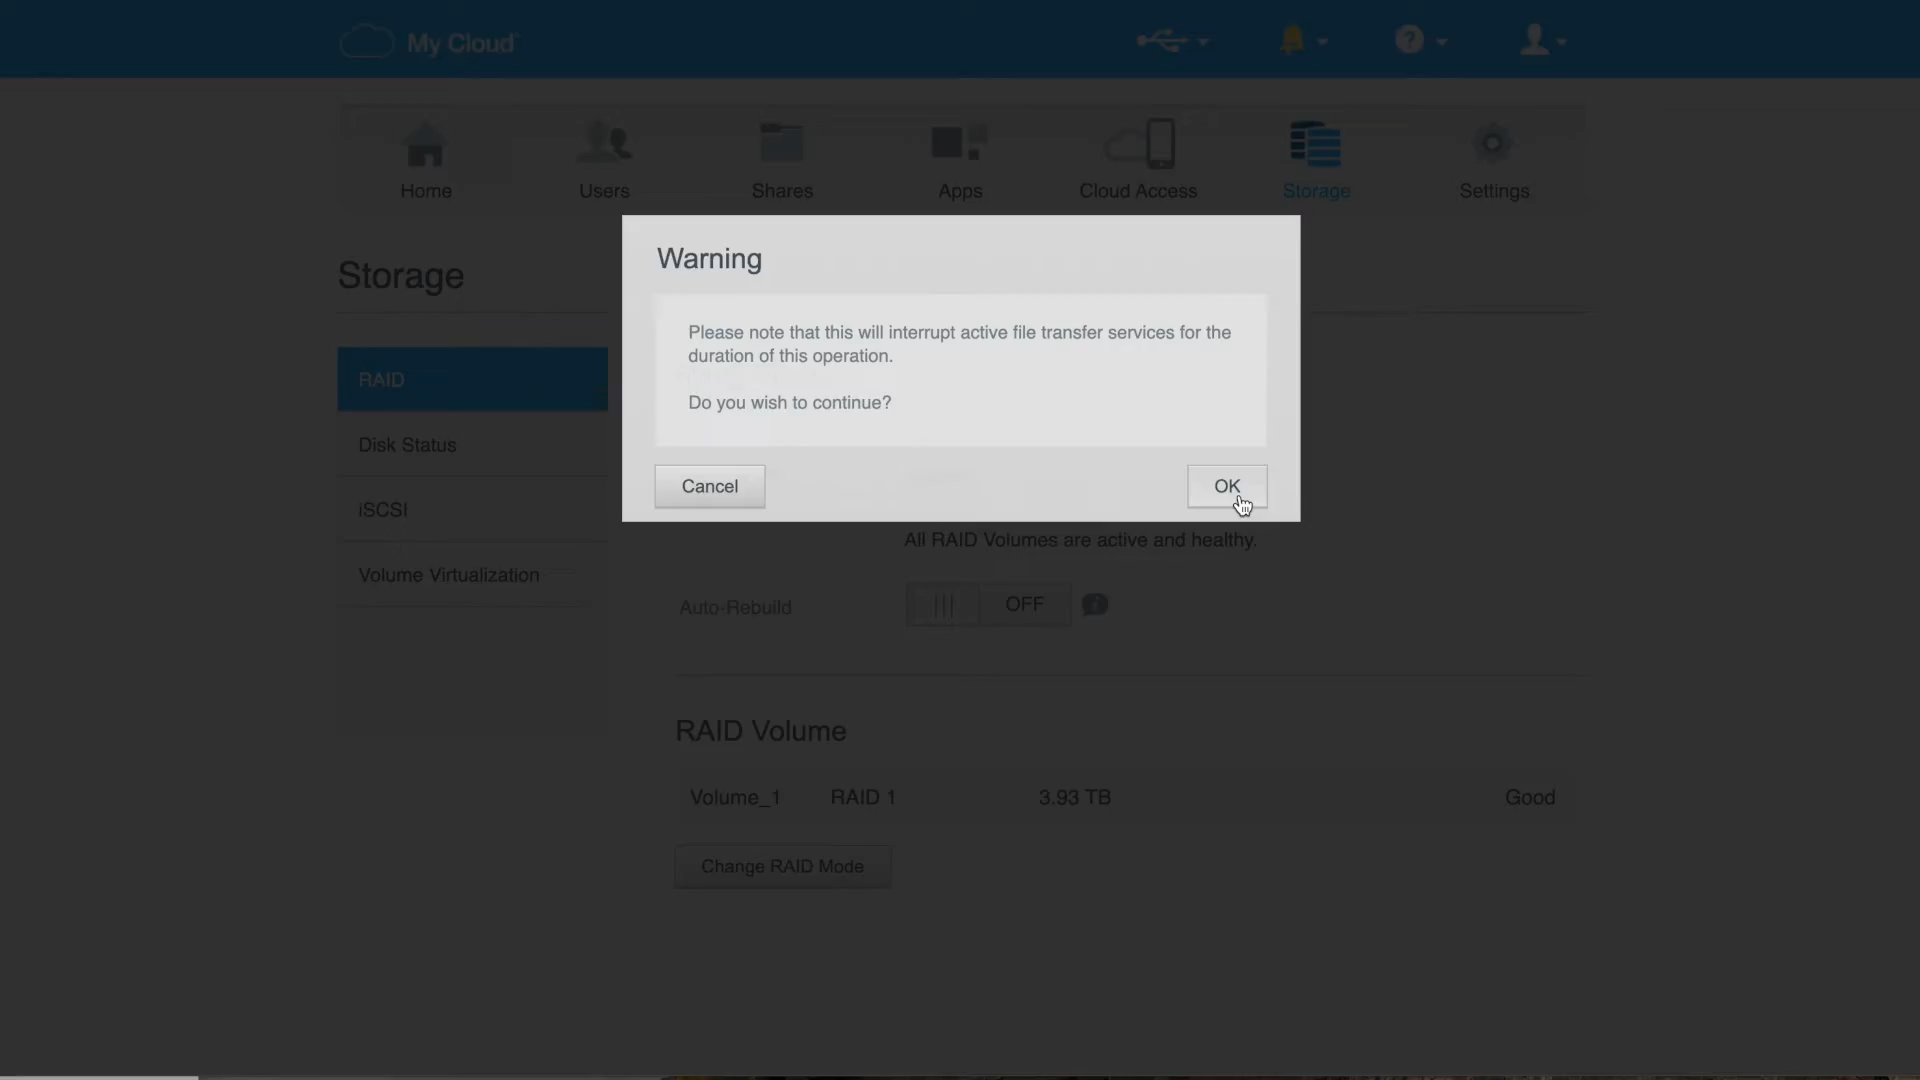 My Cloud
?
Home
Users
Shares
Apps
Cloud Access
Storage
Settings
Storage
RAID
Disk Status
iSCSI
Volume Virtualization
Warning
Please note that this will interrupt active file transfer services for the
duration of this operation.
Do you wish to continue?
Cancel
OK
All RAID Volumes are active and healthy.
Auto-Rebuild
OFF
i
RAID Volume
Volume_1 RAID 1 3.93 TB Good
Change RAID Mode